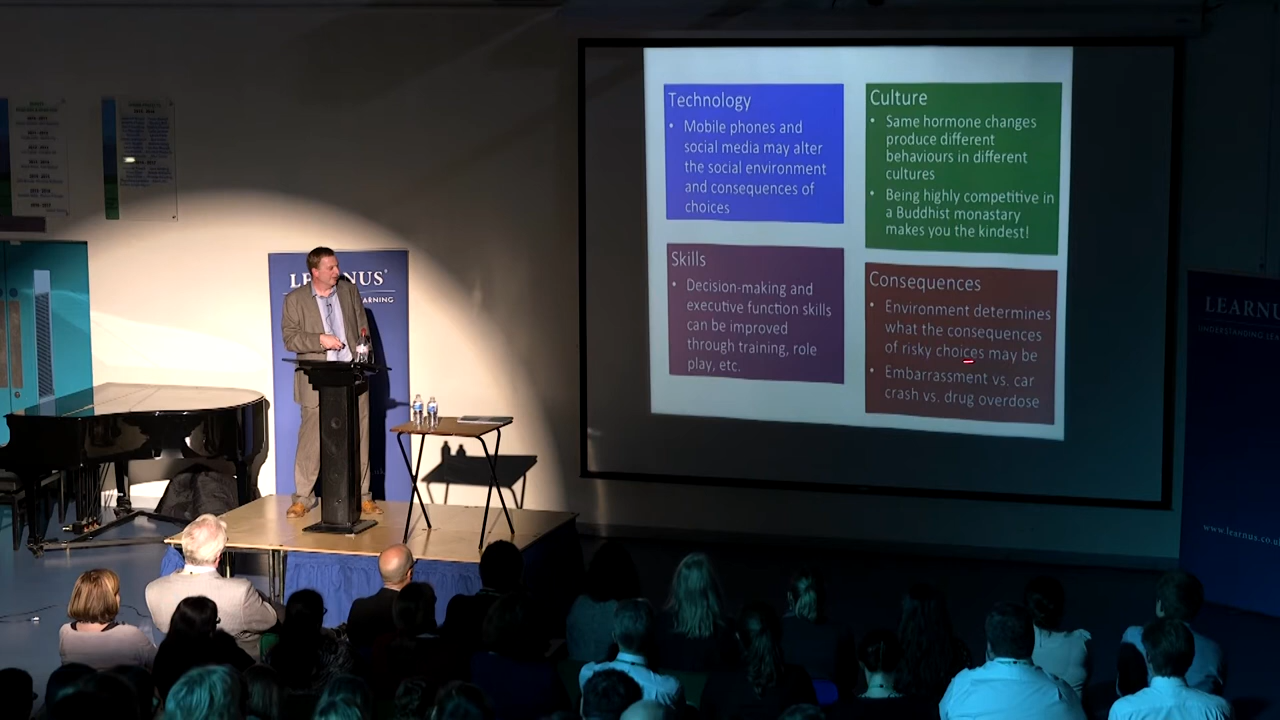 Technology
• Mobile phones and
social media may alter
the social environment
and consequences of
choices
Culture
• Same hormone changes
produce different
behaviours in different
cultures
• Being highly competitive in
a Buddhist monastary
makes you the kindest!
Skills
• Decision-making and
executive function skills
can be improved
through training, role
play, etc.
Consequences
• Environment determines
what the consequences
of risky choices may be
• Embarrassment vs. car
crash vs. drug overdose
LEARNUS
LEARNU
www.learnus.co.u